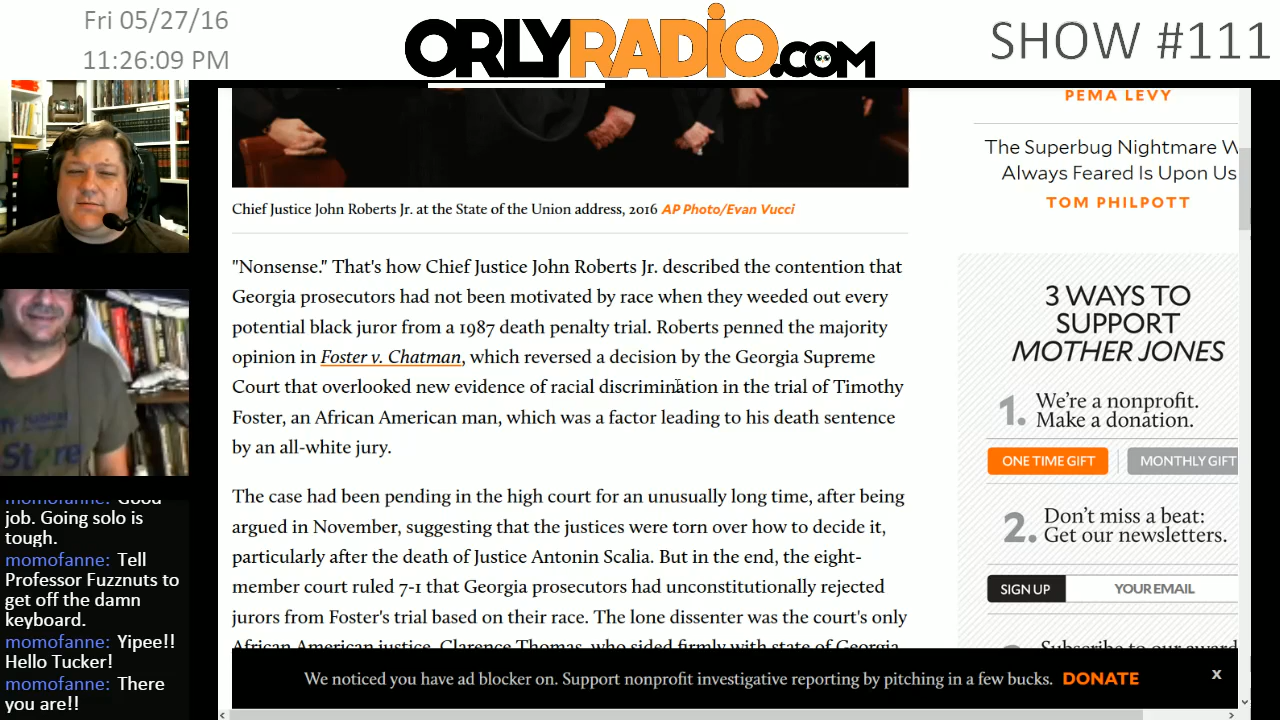 Fri 05/27/16
11:26:09 PM
ORLYRADiO.COM
SHOW #111
PEMA LEVY
The Superbug Nightmare W
Always Feared Is Upon Us
TOM PHILPOTT
Chief Justice John Roberts Jr. at the State of the Union address, 2016 AP Photo/Evan Vucci
"Nonsense." That's how Chief Justice John Roberts Jr. described the contention that
Georgia prosecutors had not been motivated by race when they weeded out every
potential black juror from a 1987 death penalty trial. Roberts penned the majority
opinion in Foster v. Chatman, which reversed a decision by the Georgia Supreme
Court that overlooked new evidence of racial discrimination in the trial of Timothy
Foster, an African American man, which was a factor leading to his death sentence
by an all-white jury.
The case had been pending in the high court for an unusually long time, after being
argued in November, suggesting that the justices were torn over how to decide it,
particularly after the death of Justice Antonin Scalia. But in the end, the eight-
member court ruled 7-1 that Georgia prosecutors had unconstitutionally rejected
jurors from Foster's trial based on their race. The lone dissenter was the court's only
African American justice, Clarence Thomas, who sided firmly with state of Georgia
3 WAYS TO
SUPPORT
MOTHER JONES
1. We're a nonprofit.
Make a donation.
ONE TIME GIFT
MONTHLY GIFT
2. Don't miss a beat:
Get our newsletters.
SIGN UP
YOUR EMAIL
Subscribe to our award
We noticed you have ad blocker on. Support nonprofit investigative reporting by pitching in a few bucks. DONATE
x
momofanne: Good
job. Going solo is
tough.
momofanne: Tell
Professor Fuzznuts to
get off the damn
keyboard.
momofanne: Yipee!!
Hello Tucker!
momofanne: There
you are!!